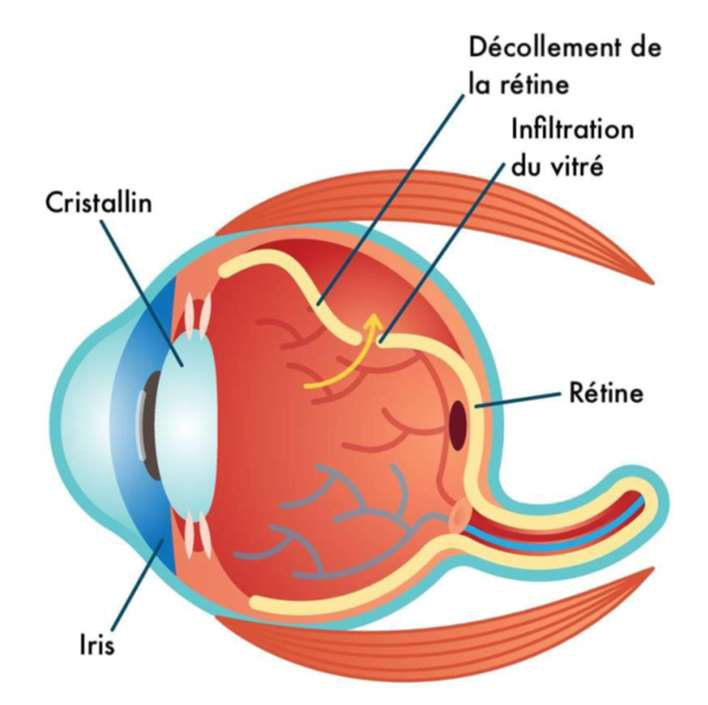 Décollement de
la rétine
Infiltration
du vitré
Cristallin
Rétine
Iris